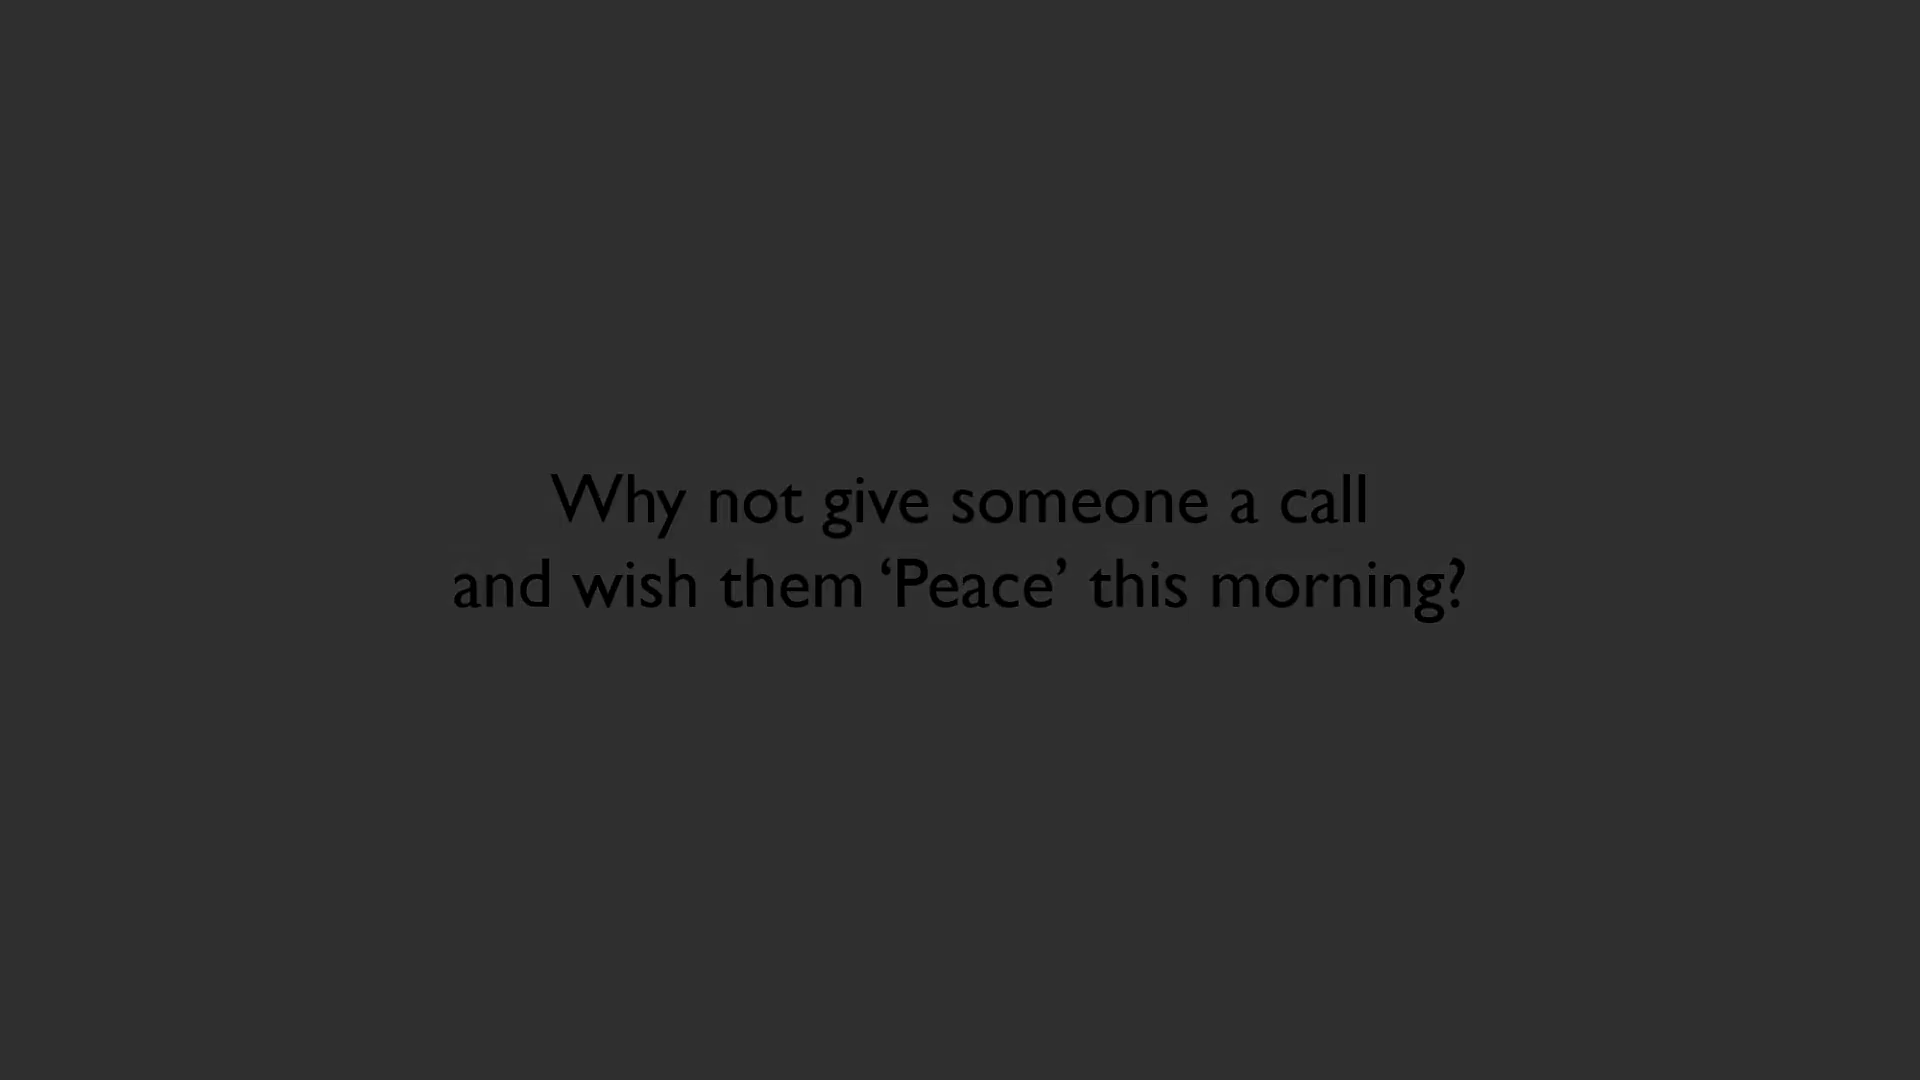 Why not give someone a call
and wish them ‘Peace’ this morning?